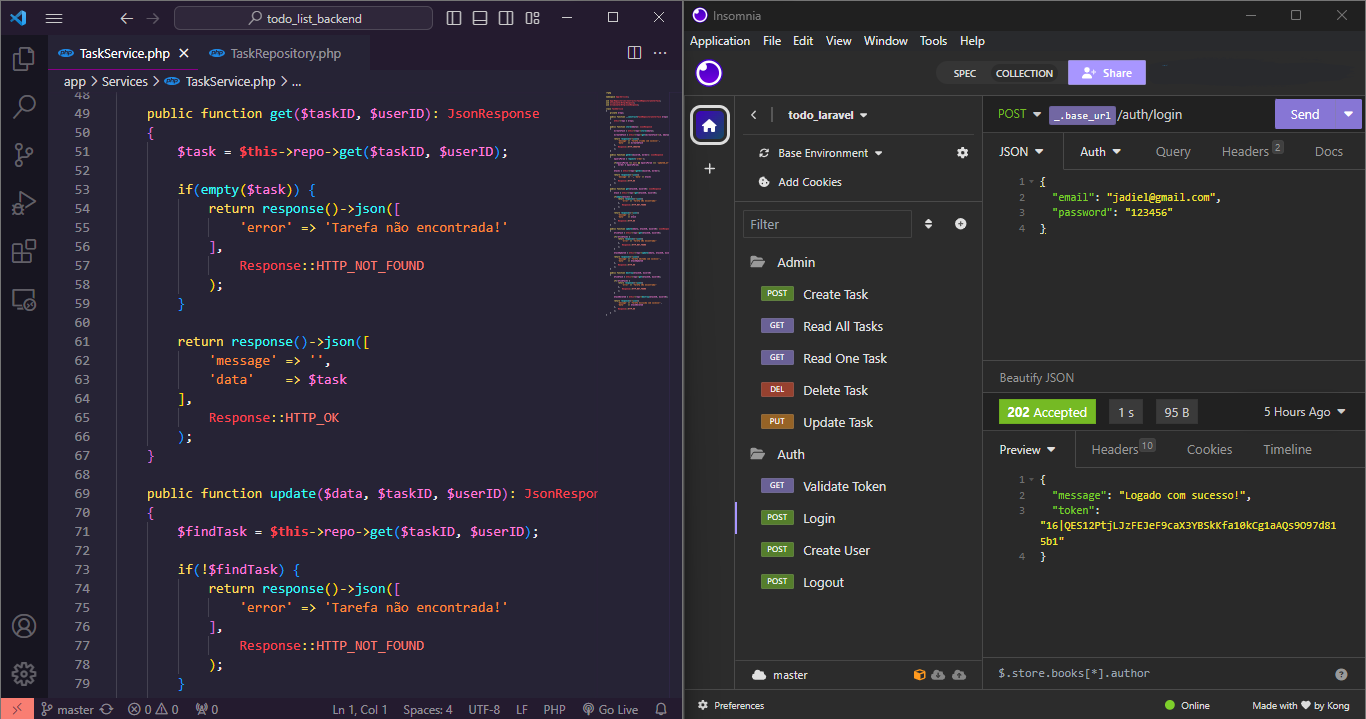 todo_list_backend
TaskService.php
TaskRepository.php
app > Services > TaskService.php > ...
48
49 public function get($taskID, $userID): JsonResponse
50 {
51 $task = $this->repo->get($taskID, $userID);
52
53 if(empty($task)) {
54 return response()->json([
55 'error' => 'Tarefa não encontrada!'
56 ],
57 Response::HTTP_NOT_FOUND
58 );
59 }
60
61 return response()->json([
62 'message' => '',
63 'data' => $task
64 ],
65 Response::HTTP_OK
66 );
67 }
68
69 public function update($data, $taskID, $userID): JsonRespor
70 {
71 $findTask = $this->repo->get($taskID, $userID);
72
73 if(!$findTask) {
74 return response()->json([
75 'error' => 'Tarefa não encontrada!'
76 ],
77 Response::HTTP_NOT_FOUND
78 );
79 }
master 0 0 0 Ln 1, Col 1 Spaces: 4 UTF-8 LF PHP Go Live
Insomnia
Application File Edit View Window Tools Help
SPEC COLLECTION Share
todo_laravel
Base Environment
Add Cookies
Filter
Admin
POST Create Task
GET Read All Tasks
GET Read One Task
DEL Delete Task
PUT Update Task
Auth
GET Validate Token
POST Login
POST Create User
POST Logout
master
POST _.base_url /auth/login Send
JSON Auth Query Headers 2 Docs
1 {
2 "email": "jadiel@gmail.com",
3 "password": "123456"
4 }
Beautify JSON
202 Accepted 1 s 95 B 5 Hours Ago
Preview Headers 10 Cookies Timeline
1 {
2 "message": "Logado com sucesso!",
3 "token":
"16|QES12PtjLJzFEJeF9caX3YBSkKfa10kCg1aAQs9O97d81
5b1"
4 }
$.store.books[*].author
Preferences Online Made with ❤ by Kong